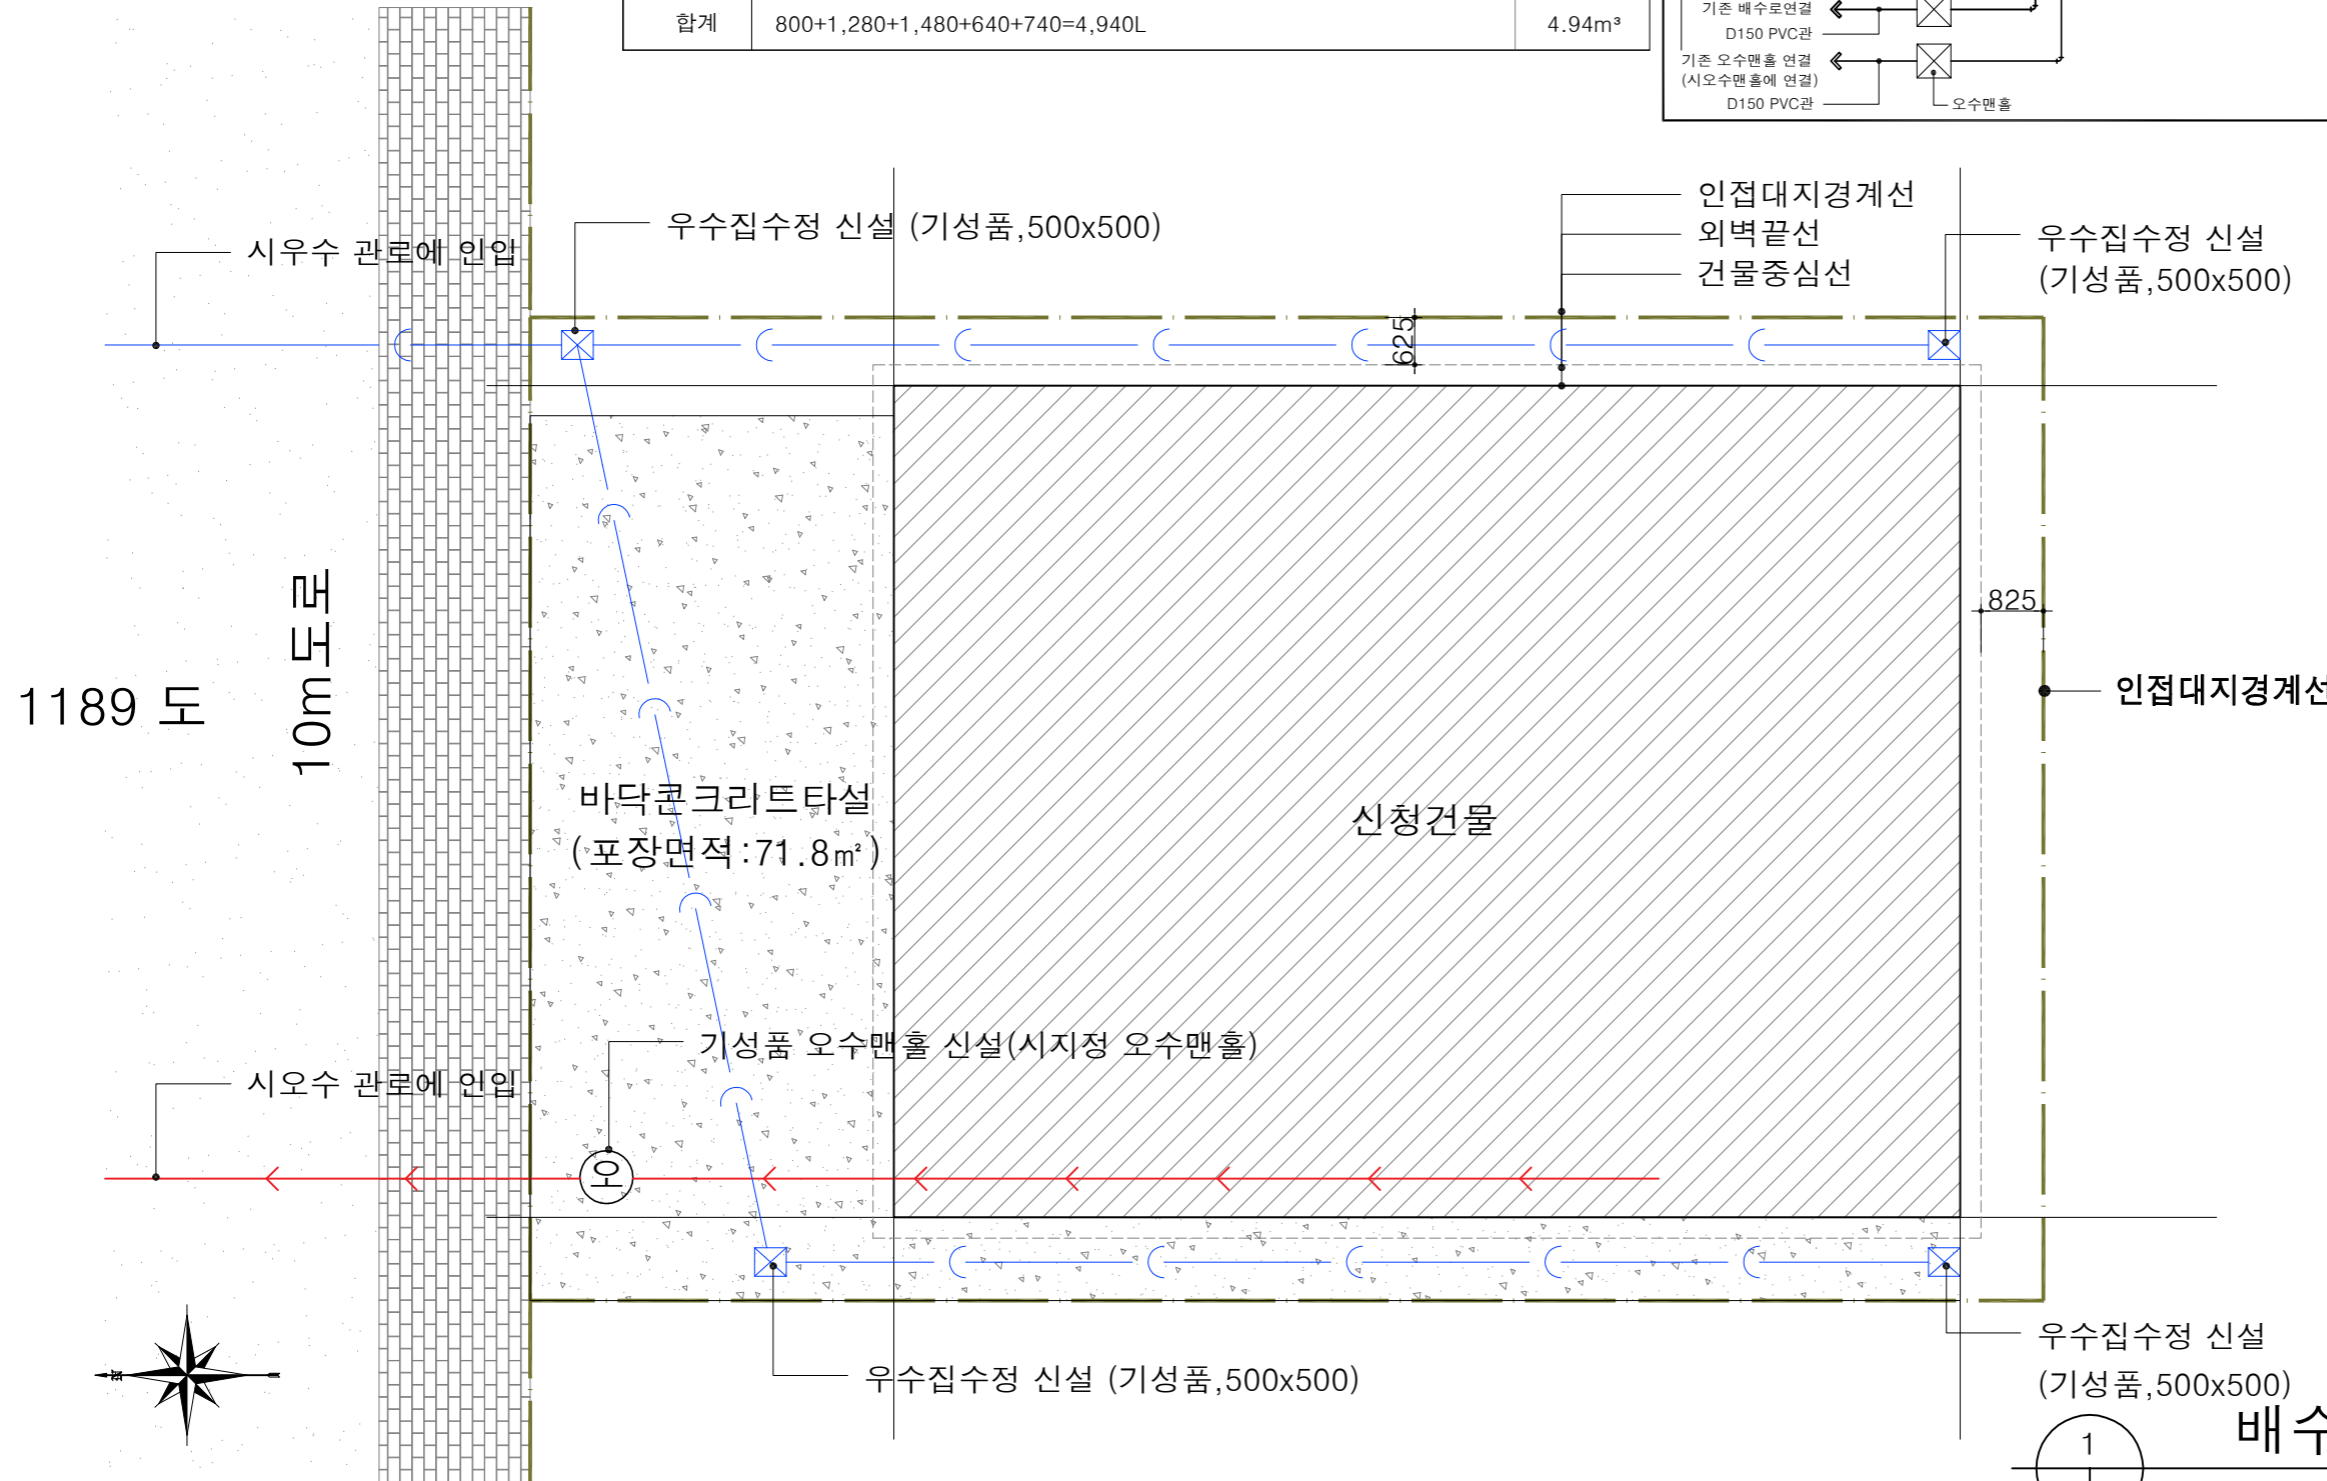 합계 800+1,280+1,480+640+740=4,940L 4.94m³
기존 배수로연결
D150 PVC관
기존 오수맨홀 연결
(시오수맨홀에 연결)
D150 PVC관
오수맨홀
시우수 관로에 인입
우수집수정 신설 (기성품,500x500)
인접대지경계선
외벽끝선
건물중심선
우수집수정 신설
(기성품,500x500)
625
825
인접대지경계선
1189 도
10m도로
바닥콘크리트타설
(포장면적:71.8㎡)
신청건물
기성품 오수맨홀 신설(시지정 오수맨홀)
시오수 관로에 인입
오
우수집수정 신설 (기성품,500x500)
우수집수정 신설
(기성품,500x500)
1
배수